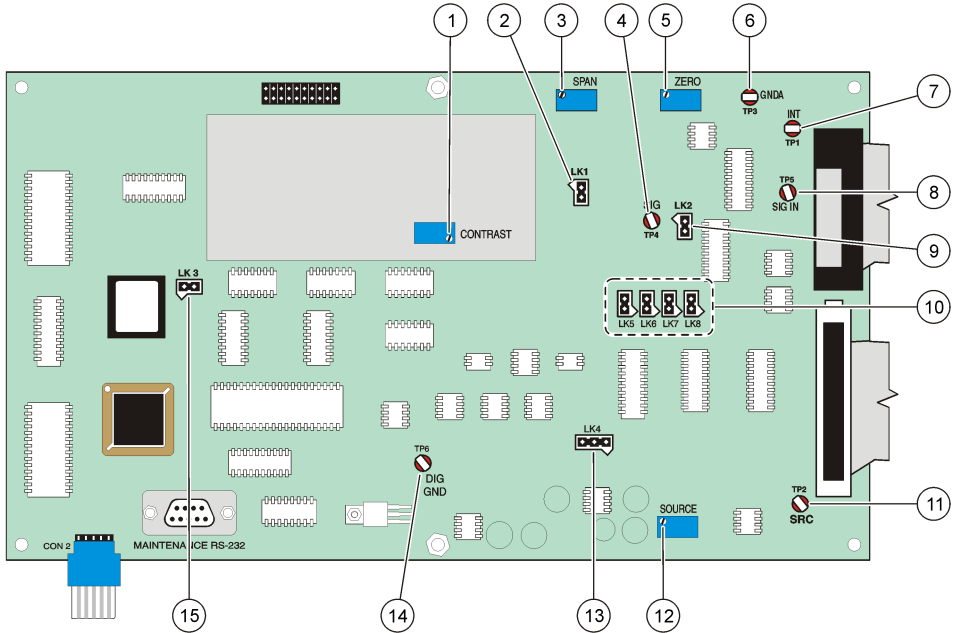 1 2 3 4 5 6
SPAN ZERO
GNDA
TP3
7
INT
TP1
LK1
TP5
SIG IN
8
SIG
TP4
LK2
CONTRAST
9
LK 3
10
LK5 LK6 LK7 LK8
LK4
TP6
DIG
GND
TP2
SRC
11
SOURCE
CON 2
MAINTENANCE RS-232
15 14 13 12